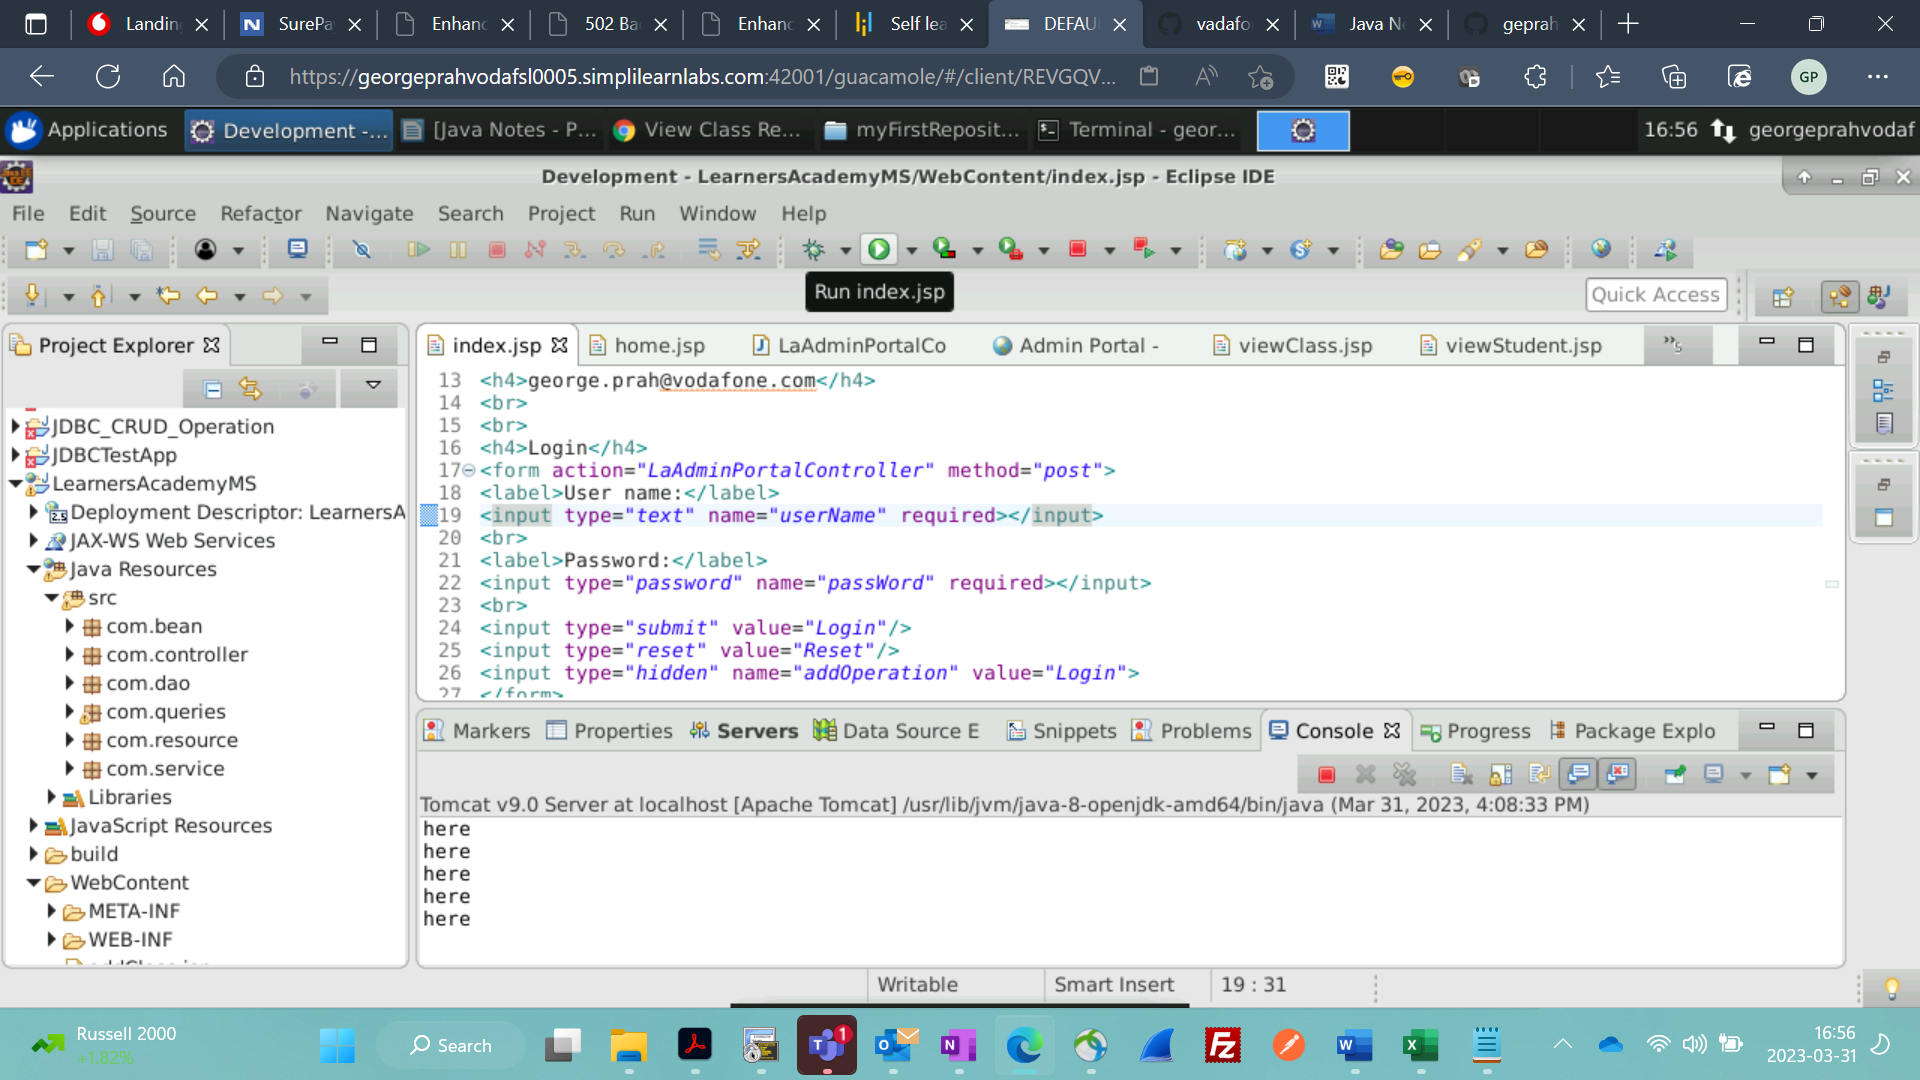 Landin
SurePa
Enhanc
502 Ba
Enhanc
Self lea
DEFAU
vadafo
Java N
geprah
https://georgeprahvodafsl0005.simplilearnlabs.com:42001/guacamole/#/client/REVGQV...
GP
Applications
Development -...
[Java Notes - P...
View Class Re...
myFirstReposit...
Terminal - geor...
16:56
georgeprahvodaf
Development - LearnersAcademyMS/WebContent/index.jsp - Eclipse IDE
File Edit Source Refactor Navigate Search Project Run Window Help
Run index.jsp
Quick Access
Project Explorer
JDBC_CRUD_Operation
JDBCTestApp
LearnersAcademyMS
Deployment Descriptor: LearnersA
JAX-WS Web Services
Java Resources
src
com.bean
com.controller
com.dao
com.queries
com.resource
com.service
Libraries
JavaScript Resources
build
WebContent
META-INF
WEB-INF
index.jsp
home.jsp
LaAdminPortalCo
Admin Portal -
viewClass.jsp
viewStudent.jsp
»5
13 <h4>george.prah@vodafone.com</h4>
14 <br>
15 <br>
16 <h4>Login</h4>
17 <form action="LaAdminPortalController" method="post">
18 <label>User name:</label>
19 <input type="text" name="userName" required></input>
20 <br>
21 <label>Password:</label>
22 <input type="password" name="passWord" required></input>
23 <br>
24 <input type="submit" value="Login"/>
25 <input type="reset" value="Reset"/>
26 <input type="hidden" name="addOperation" value="Login">
27 </form>
Markers Properties Servers Data Source E Snippets Problems Console Progress Package Explo
Tomcat v9.0 Server at localhost [Apache Tomcat] /usr/lib/jvm/java-8-openjdk-amd64/bin/java (Mar 31, 2023, 4:08:33 PM)
here
here
here
here
here
Writable
Smart Insert
19 : 31
Russell 2000
+1.82%
Search
1
16:56
2023-03-31